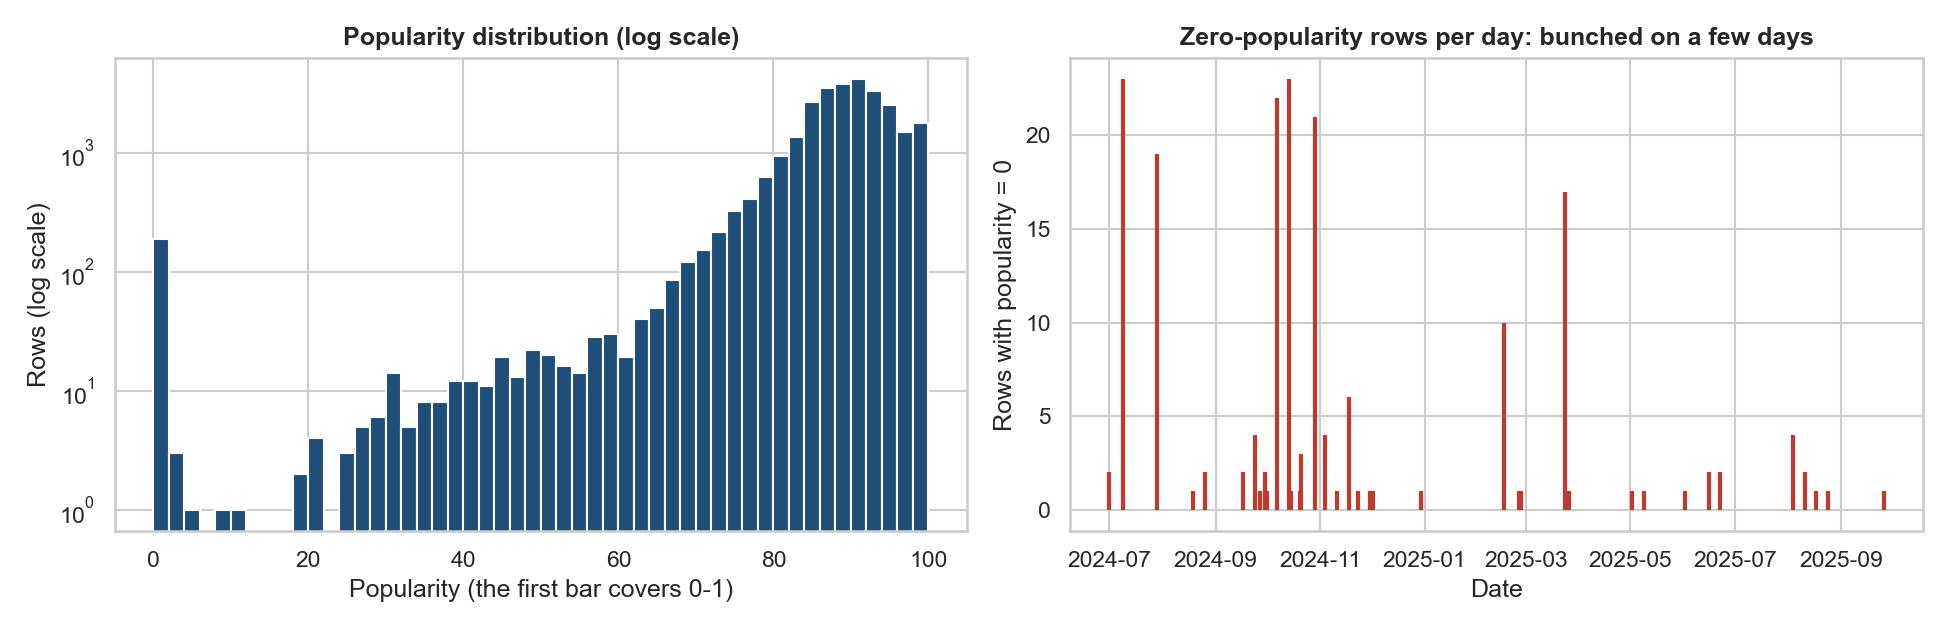 Popularity distribution (log scale)
Rows (log scale)
10^3
10^2
10^1
10^0
0 20 40 60 80 100
Popularity (the first bar covers 0-1)
Zero-popularity rows per day: bunched on a few days
Rows with popularity = 0
20
15
10
5
0
2024-07 2024-09 2024-11 2025-01 2025-03 2025-05 2025-07 2025-09
Date